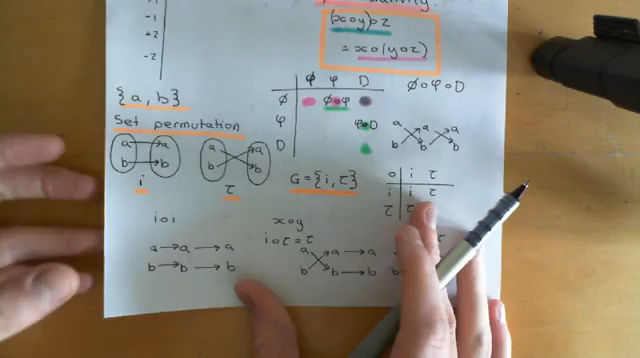 -1
+2
-2
(x∘y)∘z
= x∘(y∘z)
{a, b}
Set permutation
a a
b b
i
a a
b b
τ
ϕ φ D
ϕ ϕ∘φ
φ φ∘D
D
ϕ∘φ∘D
a a a
b b b
G = {i, τ}
∘ i τ
i i τ
τ
i∘i
a → a → a
b → b → b
x∘y
i∘τ = τ
a a → a
b b → b